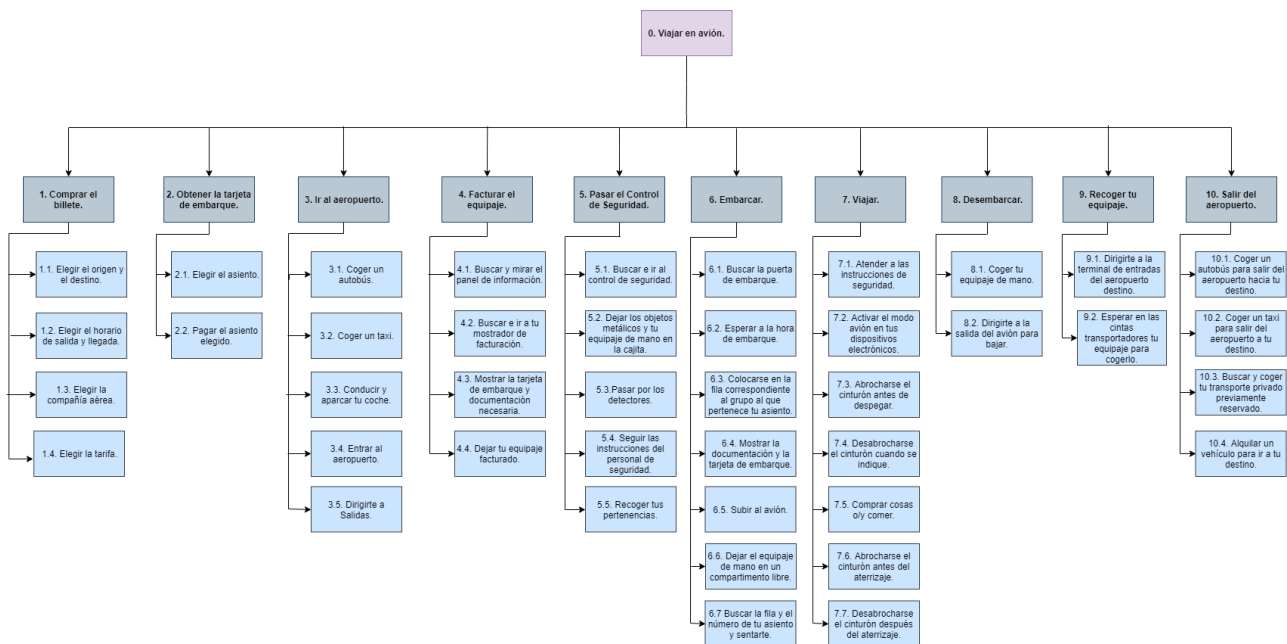 0. Viajar en avión.
1. Comprar el
billete.
2. Obtener la tarjeta
de embarque.
3. Ir al aeropuerto.
4. Facturar el
equipaje.
5. Pasar el Control
de Seguridad.
6. Embarcar.
7. Viajar.
8. Desembarcar.
9. Recoger tu
equipaje.
10. Salir del
aeropuerto.
1.1. Elegir el origen y
el destino.
1.2. Elegir el horario
de salida y llegada.
1.3. Elegir la
compañía aérea.
1.4. Elegir la tarifa.
2.1. Elegir el asiento.
2.2. Pagar el asiento
elegido.
3.1. Coger un
autobús.
3.2. Coger un taxi.
3.3. Conducir y
aparcar tu coche.
3.4. Entrar al
aeropuerto.
3.5. Dirigirte a
Salidas.
4.1. Buscar y mirar el
panel de información.
4.2. Buscar e ir a tu
mostrador de
facturación.
4.3. Mostrar la tarjeta
de embarque y
documentación
necesaria.
4.4. Dejar tu equipaje
facturado.
5.1. Buscar e ir al
control de seguridad.
5.2. Dejar los objetos
metálicos y tu
equipaje de mano en
la cajita.
5.3.Pasar por los
detectores.
5.4. Seguir las
instrucciones del
personal de
seguridad.
5.5. Recoger tus
pertenencias.
6.1. Buscar la puerta
de embarque.
6.2. Esperar a la hora
de embarque.
6.3. Colocarse en la
fila correspondiente
al grupo al que
pertenece tu asiento.
6.4. Mostrar la
documentación y la
tarjeta de embarque.
6.5. Subir al avión.
6.6. Dejar el equipaje
de mano en un
compartimento libre.
6.7 Buscar la fila y el
número de tu asiento
y sentarte.
7.1. Atender a las
instrucciones de
seguridad.
7.2. Activar el modo
avión en tus
dispositivos
electrónicos.
7.3. Abrocharse el
cinturón antes de
despegar.
7.4. Desabrocharse
el cinturón cuando se
indique.
7.5. Comprar cosas
o/y comer.
7.6. Abrocharse el
cinturón antes del
aterrizaje.
7.7. Desabrocharse
el cinturón después
del aterrizaje.
8.1. Coger tu
equipaje de mano.
8.2. Dirigirte a la
salida del avión para
bajar.
9.1. Dirigirte a la
terminal de entradas
del aeropuerto
destino.
9.2. Esperar en las
cintas
transportadores tu
equipaje para
cogerlo.
10.1. Coger un
autobús para salir del
aeropuerto hacia tu
destino.
10.2. Coger un taxi
para salir del
aeropuerto a tu
destino.
10.3. Buscar y coger
tu transporte privado
previamente
reservado.
10.4. Alquilar un
vehículo para ir a tu
destino.